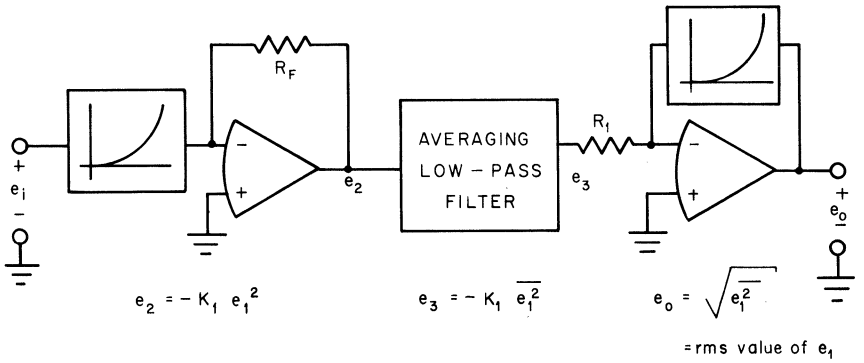 R_F
R_1
AVERAGING
LOW - PASS
FILTER
-
+
-
+
+
e_i
-
e_2
e_3
+
e_o
-
e_2 = - K_1 e_1^2
e_3 = - K_1 \overline{e_1^2}
e_o = \sqrt{\overline{e_1^2}}
= rms value of e_1